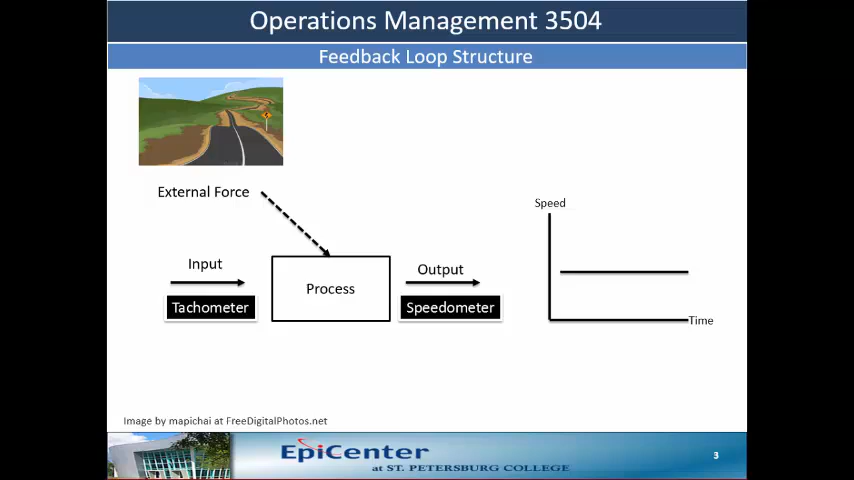 Operations Management 3504
Feedback Loop Structure
External Force
Speed
Input
Output
Process
Tachometer
Speedometer
Time
Image by mapichai at FreeDigitalPhotos.net
EpiCenter
at ST. PETERSBURG COLLEGE
3